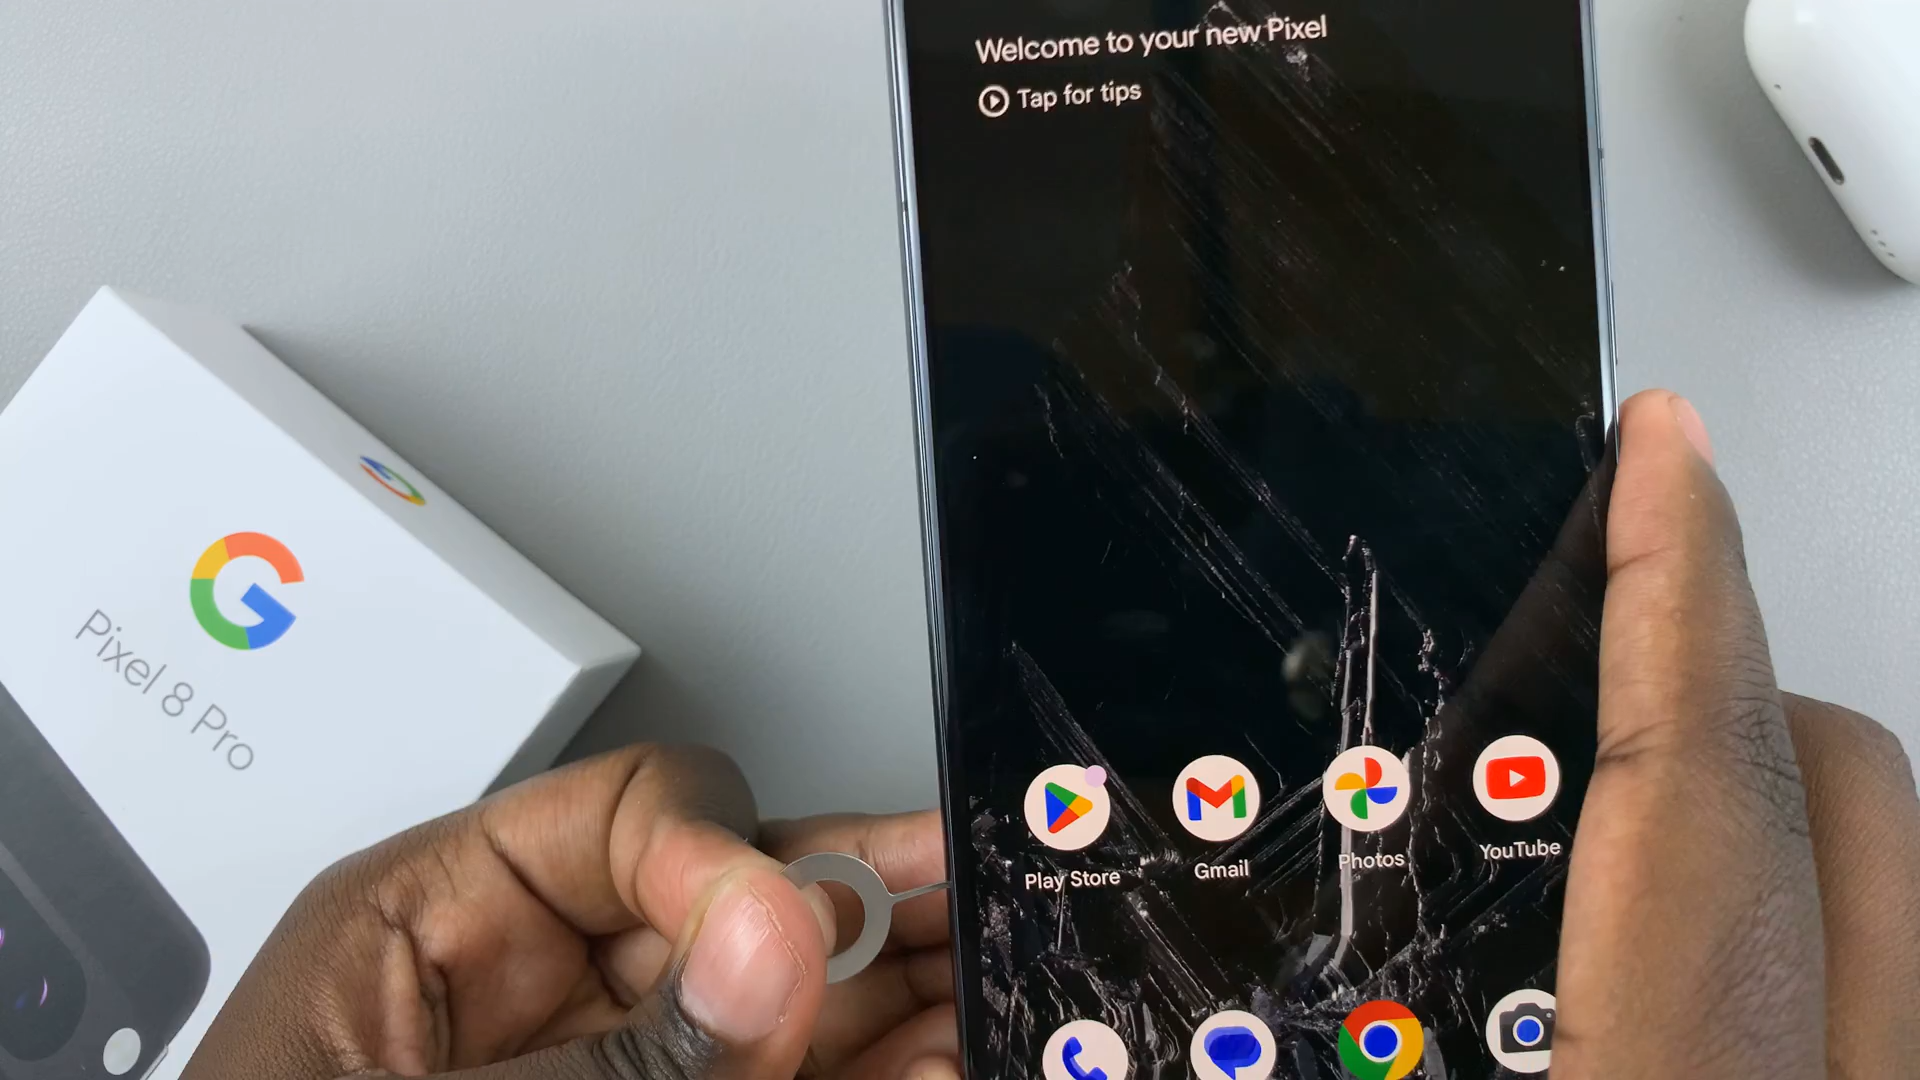 Welcome to your new Pixel
Tap for tips
Pixel 8 Pro
Play Store
Gmail
Photos
YouTube